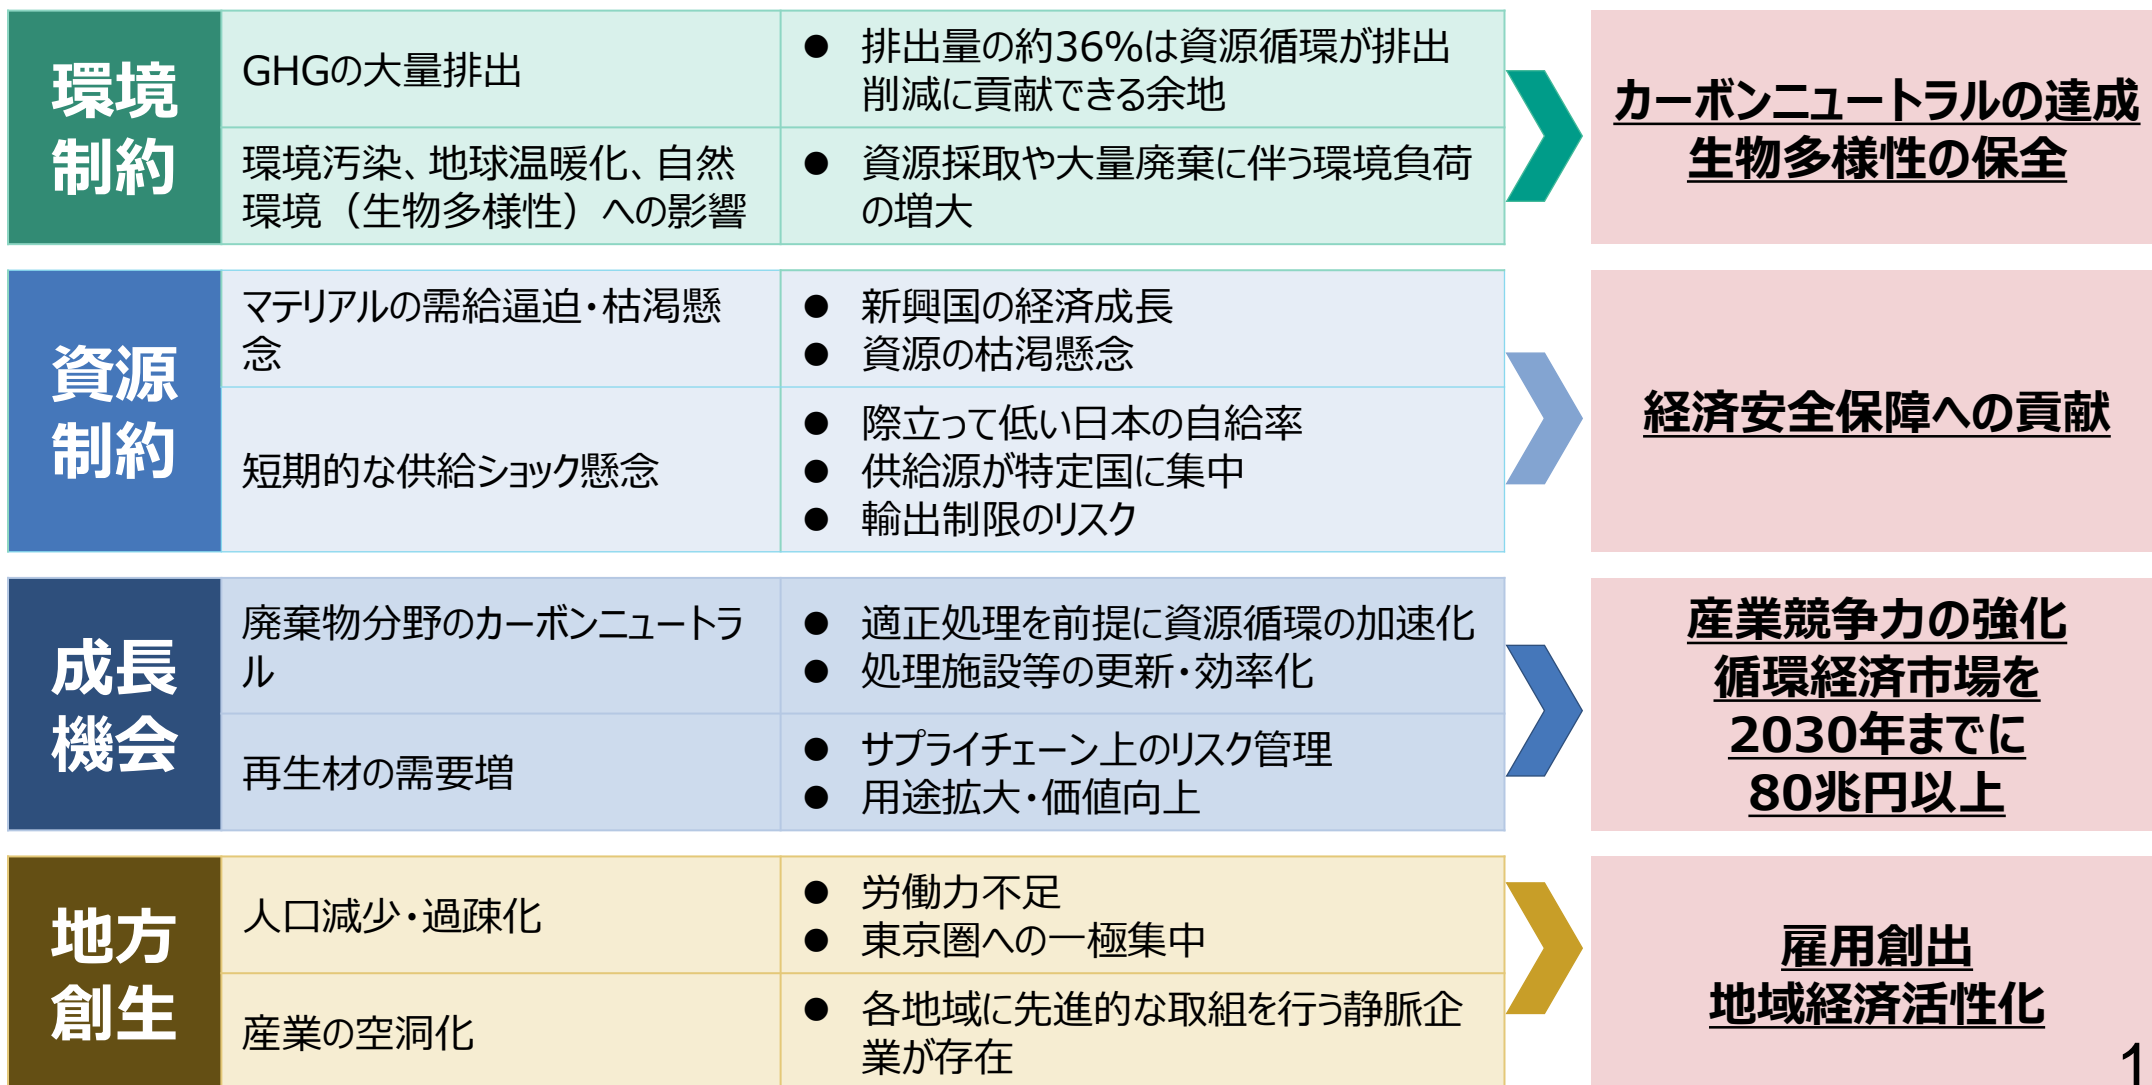 環境
制約
GHGの大量排出
● 排出量の約36%は資源循環が排出
削減に貢献できる余地
環境汚染、地球温暖化、自然
環境（生物多様性）への影響
● 資源採取や大量廃棄に伴う環境負荷
の増大
カーボンニュートラルの達成
生物多様性の保全
資源
制約
マテリアルの需給逼迫・枯渇懸
念
● 新興国の経済成長
● 資源の枯渇懸念
短期的な供給ショック懸念
● 際立って低い日本の自給率
● 供給源が特定国に集中
● 輸出制限のリスク
経済安全保障への貢献
成長
機会
廃棄物分野のカーボンニュートラ
ル
● 適正処理を前提に資源循環の加速化
● 処理施設等の更新・効率化
再生材の需要増
● サプライチェーン上のリスク管理
● 用途拡大・価値向上
産業競争力の強化
循環経済市場を
2030年までに
80兆円以上
地方
創生
人口減少・過疎化
● 労働力不足
● 東京圏への一極集中
産業の空洞化
● 各地域に先進的な取組を行う静脈企
業が存在
雇用創出
地域経済活性化
1